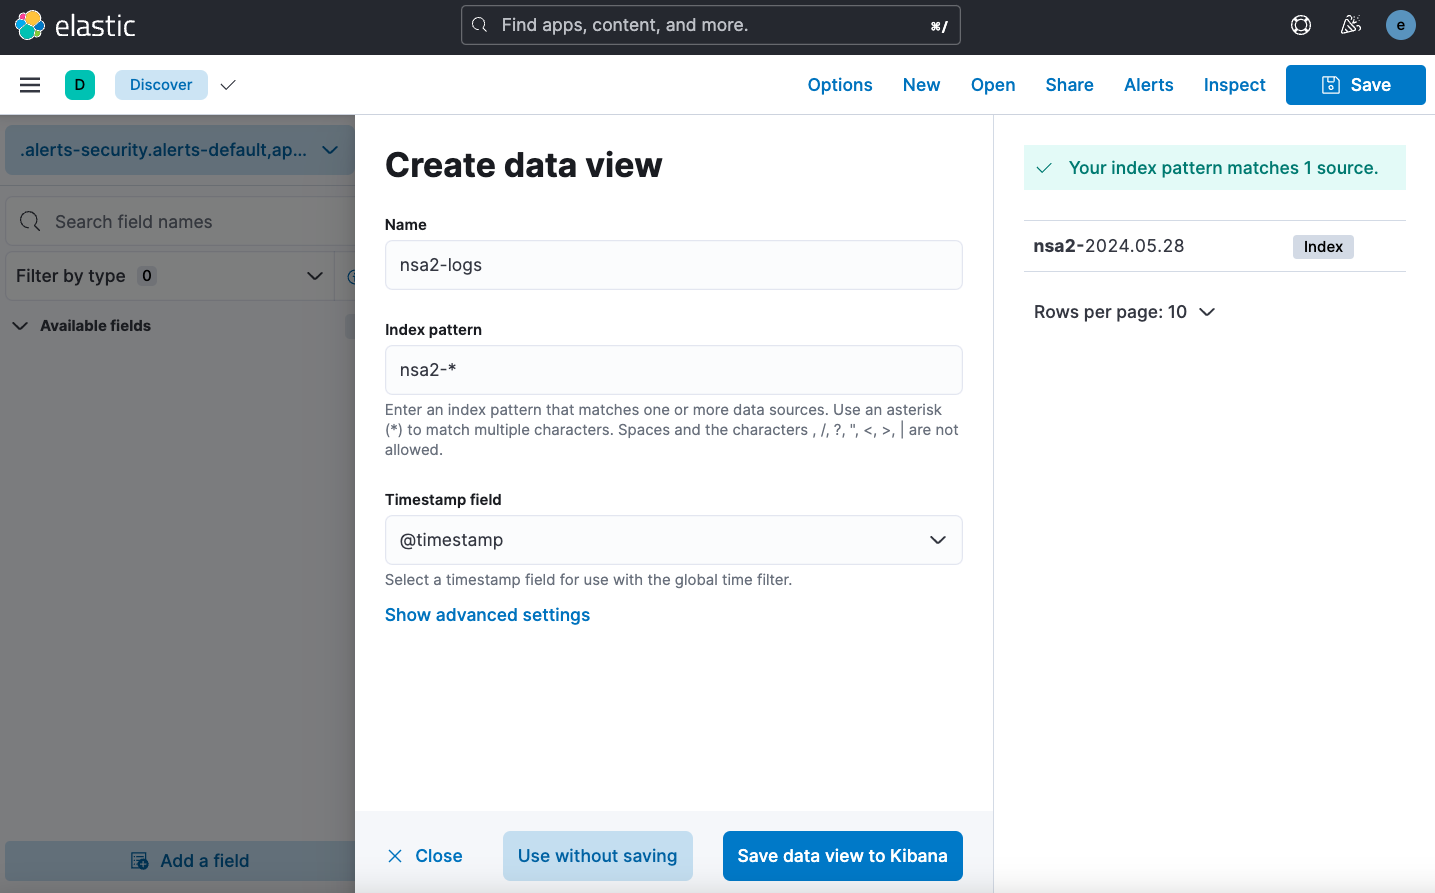 elastic
Find apps, content, and more.
⌘/
e
D
Discover
Options
New
Open
Share
Alerts
Inspect
Save
.alerts-security.alerts-default,ap...
Search field names
Filter by type 0
Available fields
Add a field
Create data view
Name
nsa2-logs
Index pattern
nsa2-*
Enter an index pattern that matches one or more data sources. Use an asterisk
(*) to match multiple characters. Spaces and the characters , /, ?, ", <, >, | are not
allowed.
Timestamp field
@timestamp
Select a timestamp field for use with the global time filter.
Show advanced settings
Close
Use without saving
Save data view to Kibana
Your index pattern matches 1 source.
nsa2-2024.05.28
Index
Rows per page: 10